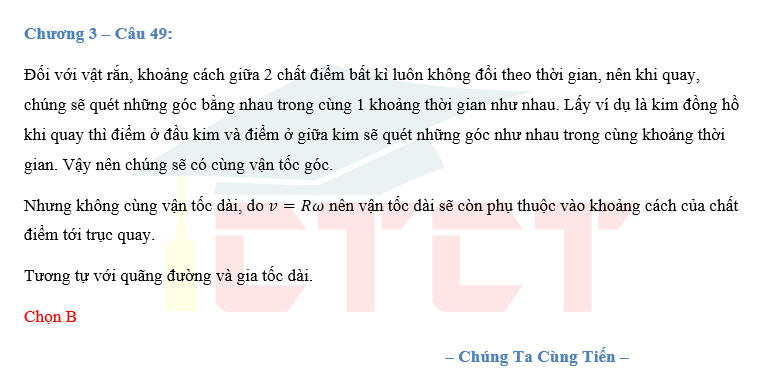 Chương 3 – Câu 49:
Đối với vật rắn, khoảng cách giữa 2 chất điểm bất kì luôn không đổi theo thời gian, nên khi quay,
chúng sẽ quét những góc bằng nhau trong cùng 1 khoảng thời gian như nhau. Lấy ví dụ là kim đồng hồ
khi quay thì điểm ở đầu kim và điểm ở giữa kim sẽ quét những góc như nhau trong cùng khoảng thời
gian. Vậy nên chúng sẽ có cùng vận tốc góc.
Nhưng không cùng vận tốc dài, do v = Rω nên vận tốc dài sẽ còn phụ thuộc vào khoảng cách của chất
điểm tới trục quay.
CTCT
Tương tự với quãng đường và gia tốc dài.
Chọn B
– Chúng Ta Cùng Tiến –